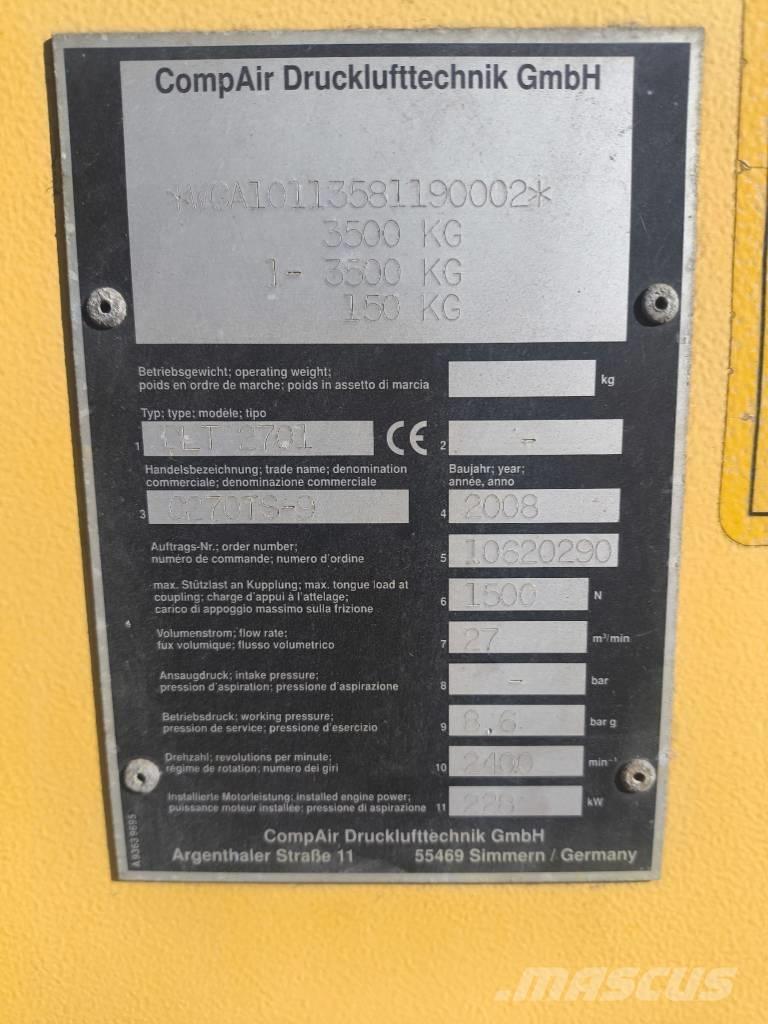 CompAir Drucklufttechnik GmbH
3500 KG
1- 3500 KG
150 KG
Betriebsgewicht; operating weight; kg
poids en ordre de marche; poids in assetto di marcia
Typ; type; modèle; tipo
1 2701 CE 2 -
Handelsbezeichnung; trade name; denomination
commerciale; denominazione commerciale
3 C270TS-9
Baujahr; year;
année, anno
4 2008
Auftrags-Nr.; order number;
numéro de commande; numero d'ordine
5 10620290
max. Stützlast an Kupplung; max. tongue load at
coupling; charge d'appui à l'attelage;
carico di appoggio massimo sulla frizione
6 1500 N
Volumenstrom; flow rate;
fux volumique; flusso volumetrico
7 27 m³/min
Ansaugdruck; intake pressure;
pression d'aspiration; pressione d'aspirazione
8 - bar
Betriebsdruck; working pressure;
pression de service; pressione d'esercizio
9 8,6 bar g
Drehzahl; revolutions per minute;
régime de rotation; numero dei giri
10 2400 min⁻¹
Installierte Motorleistung; installed engine power;
puissance moteur installée; pressione di aspirazione
11 228 kW
CompAir Drucklufttechnik GmbH
Argenthaler Straße 11 55469 Simmern / Germany
A 9363 9695
MASCUS